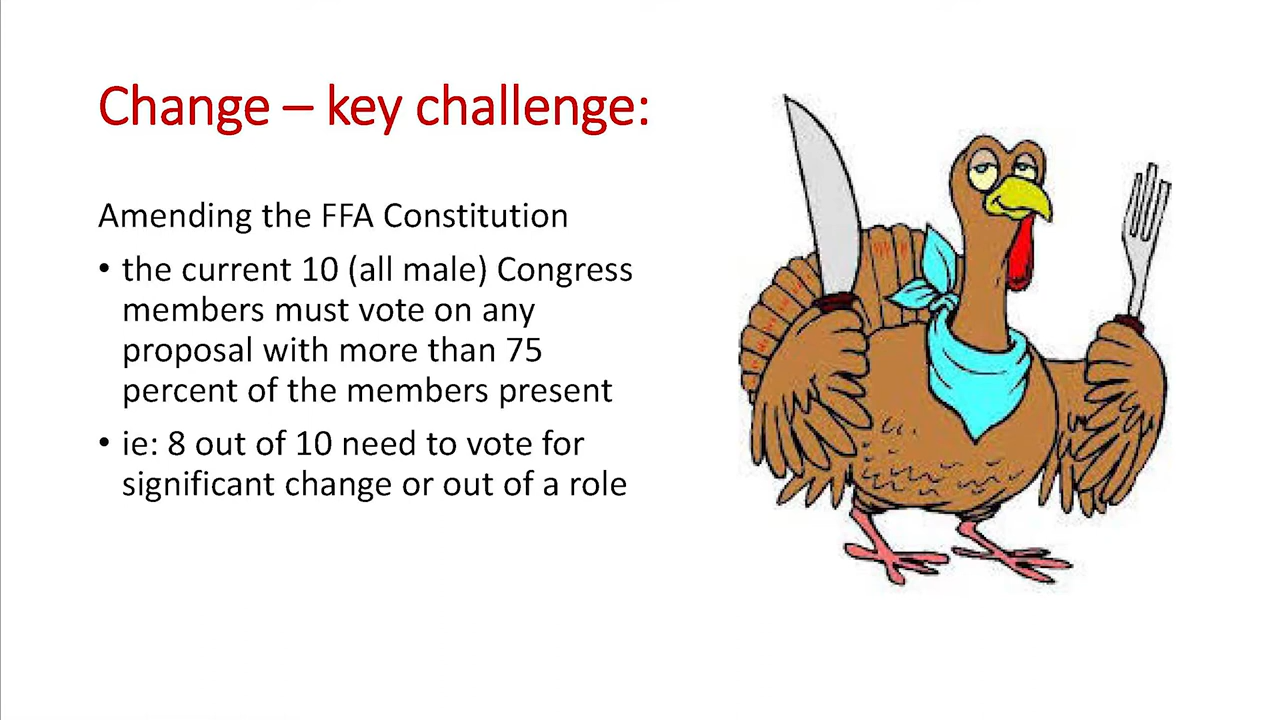 Change – key challenge:
Amending the FFA Constitution
• the current 10 (all male) Congress
members must vote on any
proposal with more than 75
percent of the members present
• ie: 8 out of 10 need to vote for
significant change or out of a role